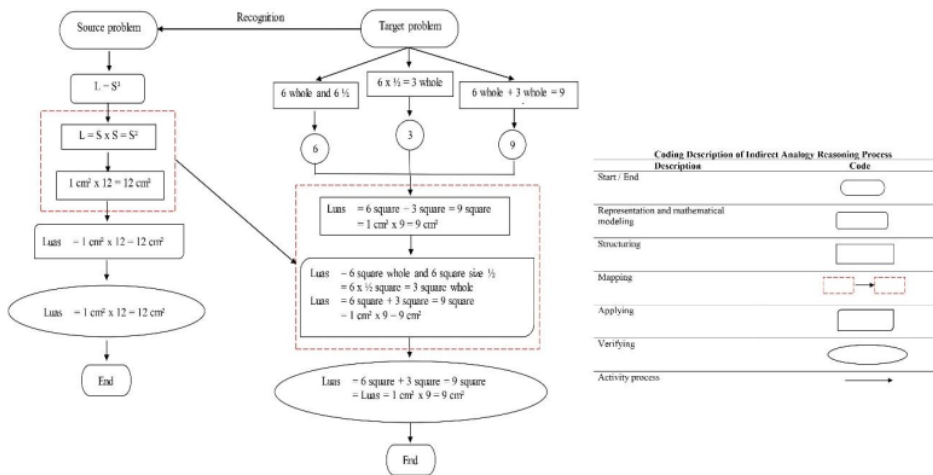 Source problem
Recognition
Target problem
L = S²
L = S x S = S²
1 cm² x 12 = 12 cm²
Luas = 1 cm² x 12 = 12 cm²
Luas = 1 cm² x 12 = 12 cm²
End
6 whole and 6 ½
6 x ½ = 3 whole
6 whole + 3 whole = 9
6
3
9
Luas = 6 square – 3 square = 9 square
= 1 cm² x 9 = 9 cm²
Luas – 6 square whole and 6 square size ½
= 6 x ½ square = 3 square whole
Luas = 6 square + 3 square = 9 square
– 1 cm² x 9 – 9 cm²
Luas = 6 square + 3 square = 9 square
= Luas = 1 cm² x 9 = 9 cm²
End
Coding Description of Indirect Analogy Reasoning Process
Description Code
Start / End
Representation and mathematical
modeling
Structuring
Mapping
Applying
Verifying
Activity process